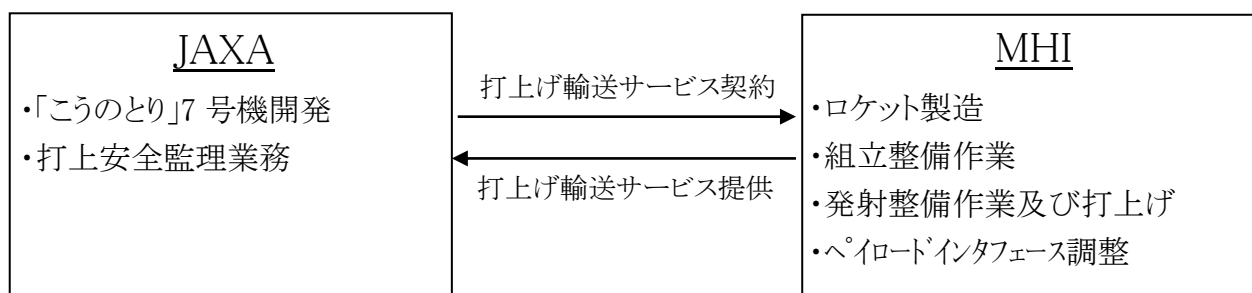 JAXA
・「こうのとり」7 号機開発
・打上安全監理業務
打上げ輸送サービス契約
打上げ輸送サービス提供
MHI
・ロケット製造
・組立整備作業
・発射整備作業及び打上げ
・ペイロードインタフェース調整